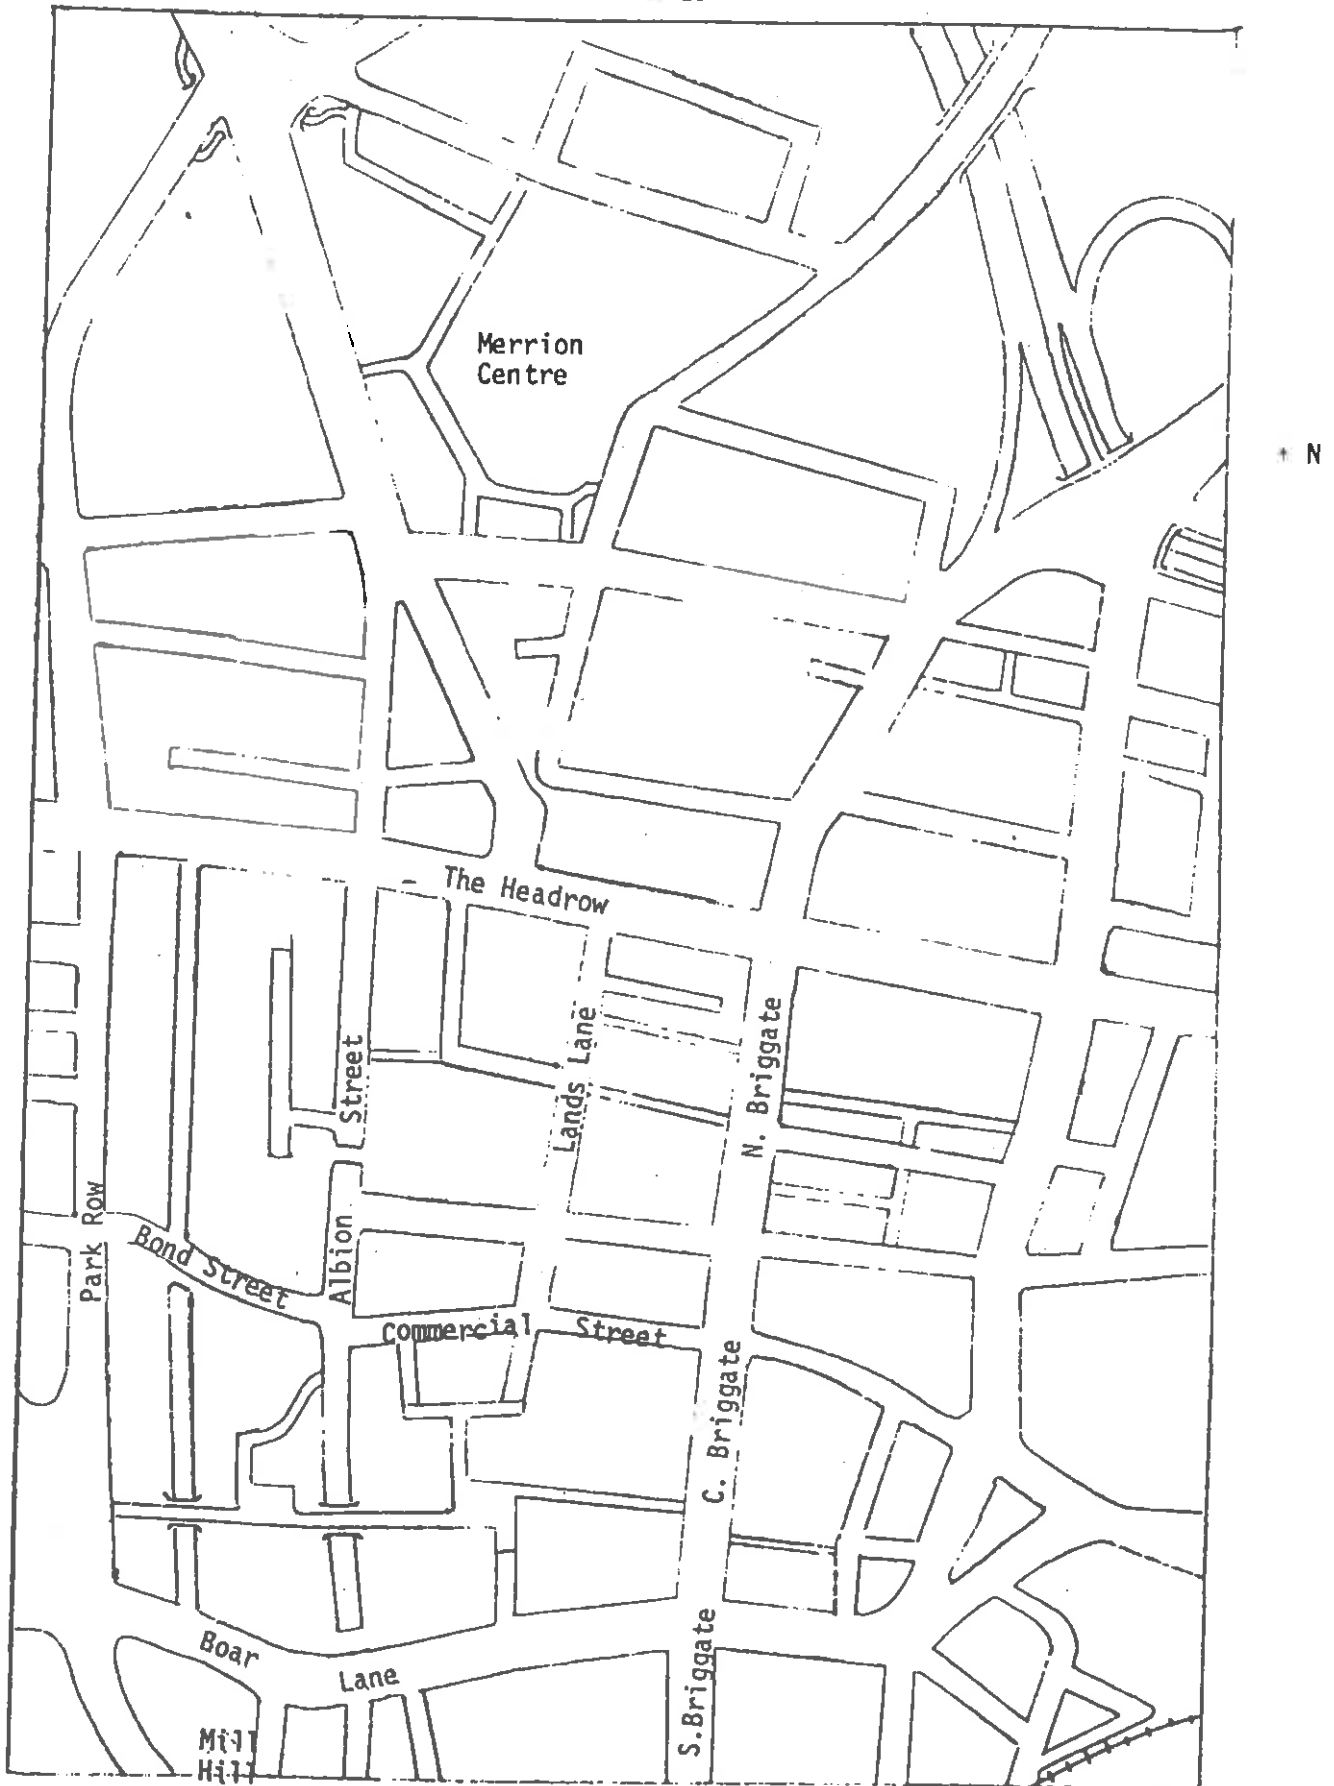 Merrion
Centre
↑ N
The Headrow
Albion Street
Lands Lane
N. Briggate
Park Row
Bond Street
Commercial Street
C. Briggate
Boar Lane
S.Briggate
Mill
Hill